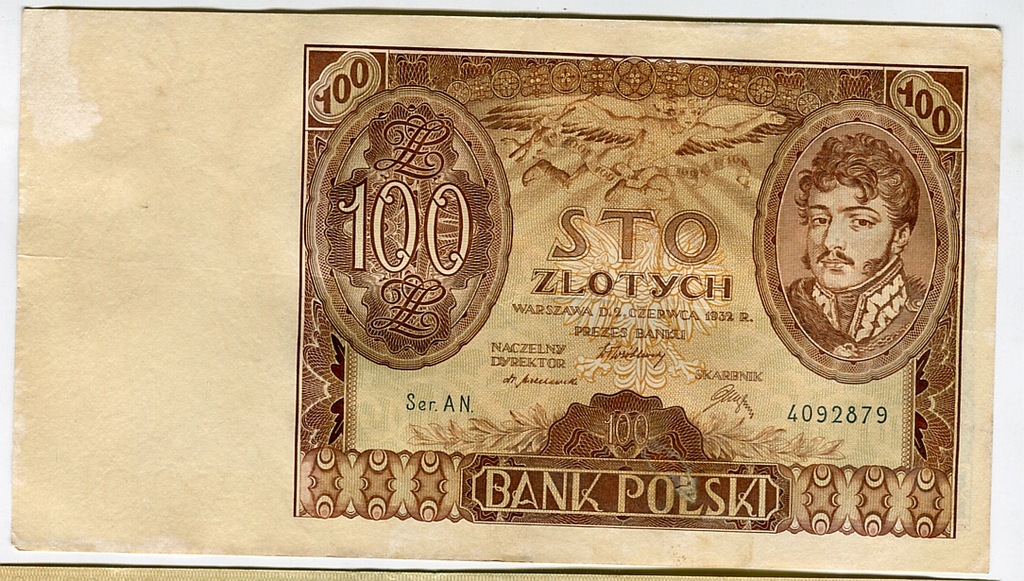 100
100
100
STO
ZŁOTYCH
WARSZAWA D. 2. CZERWCA 1932 R.
PREZES BANKU
NACZELNY
DYREKTOR
SKARBNIK
Ser. AN.
4092879
100
BANK POLSKI